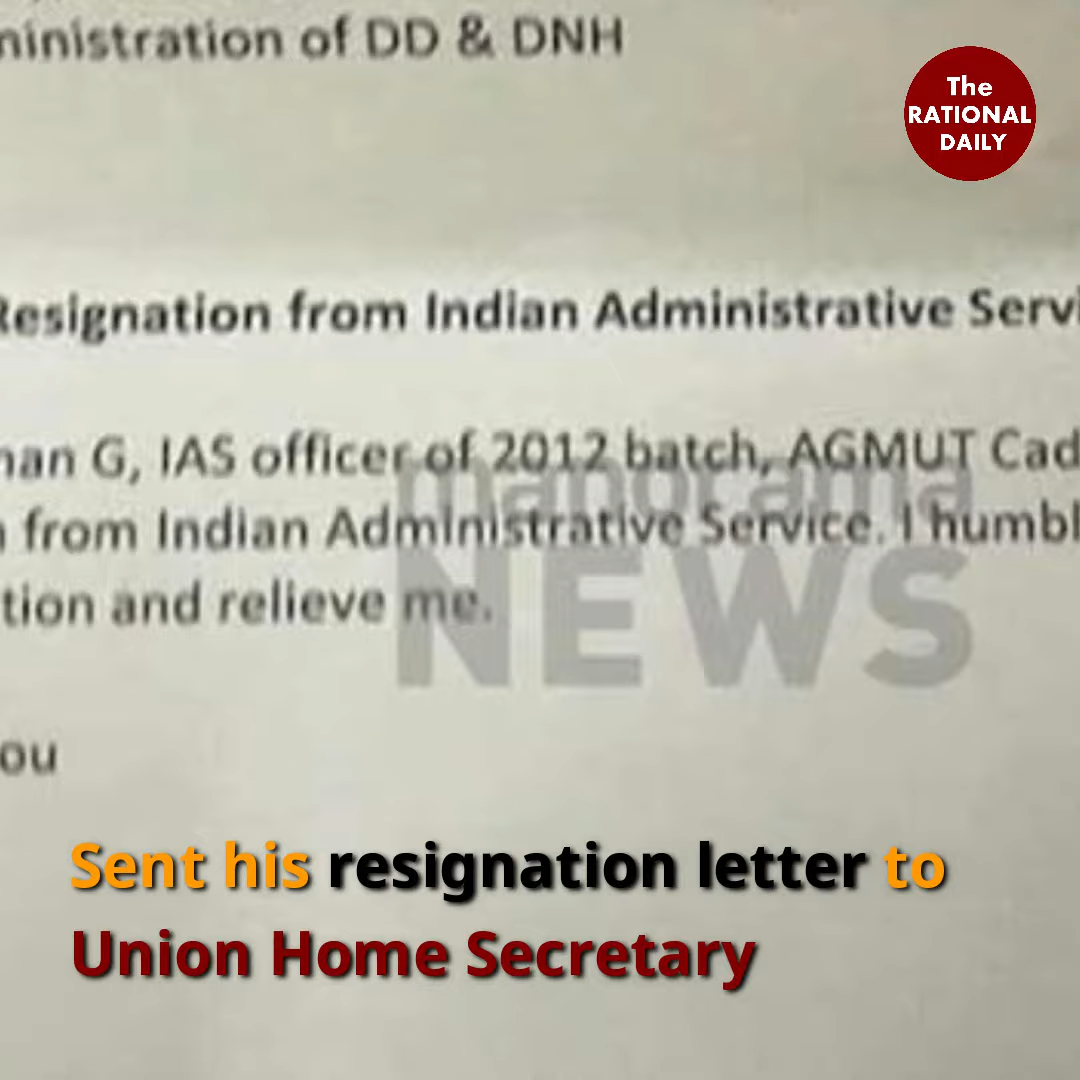 ninistration of DD & DNH
The
RATIONAL
DAILY
Resignation from Indian Administrative Servi
nan G, IAS officer of 2012 batch, AGMUT Cad
n from Indian Administrative Service. I humbl
tion and relieve me.
manorama
NEWS
ou
Sent his resignation letter to
Union Home Secretary